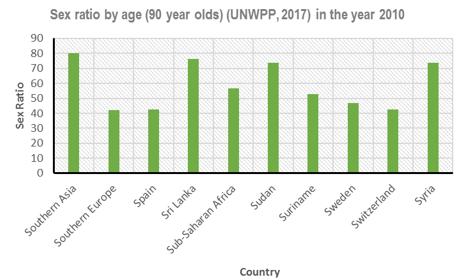 Sex ratio by age (90 year olds) (UNWPP, 2017) in the year 2010
90
80
70
60
50
40
30
20
10
0
Sex Ratio
Southern Asia
Southern Europe
Spain
Sri Lanka
Sub-Saharan Africa
Sudan
Suriname
Sweden
Switzerland
Syria
Country